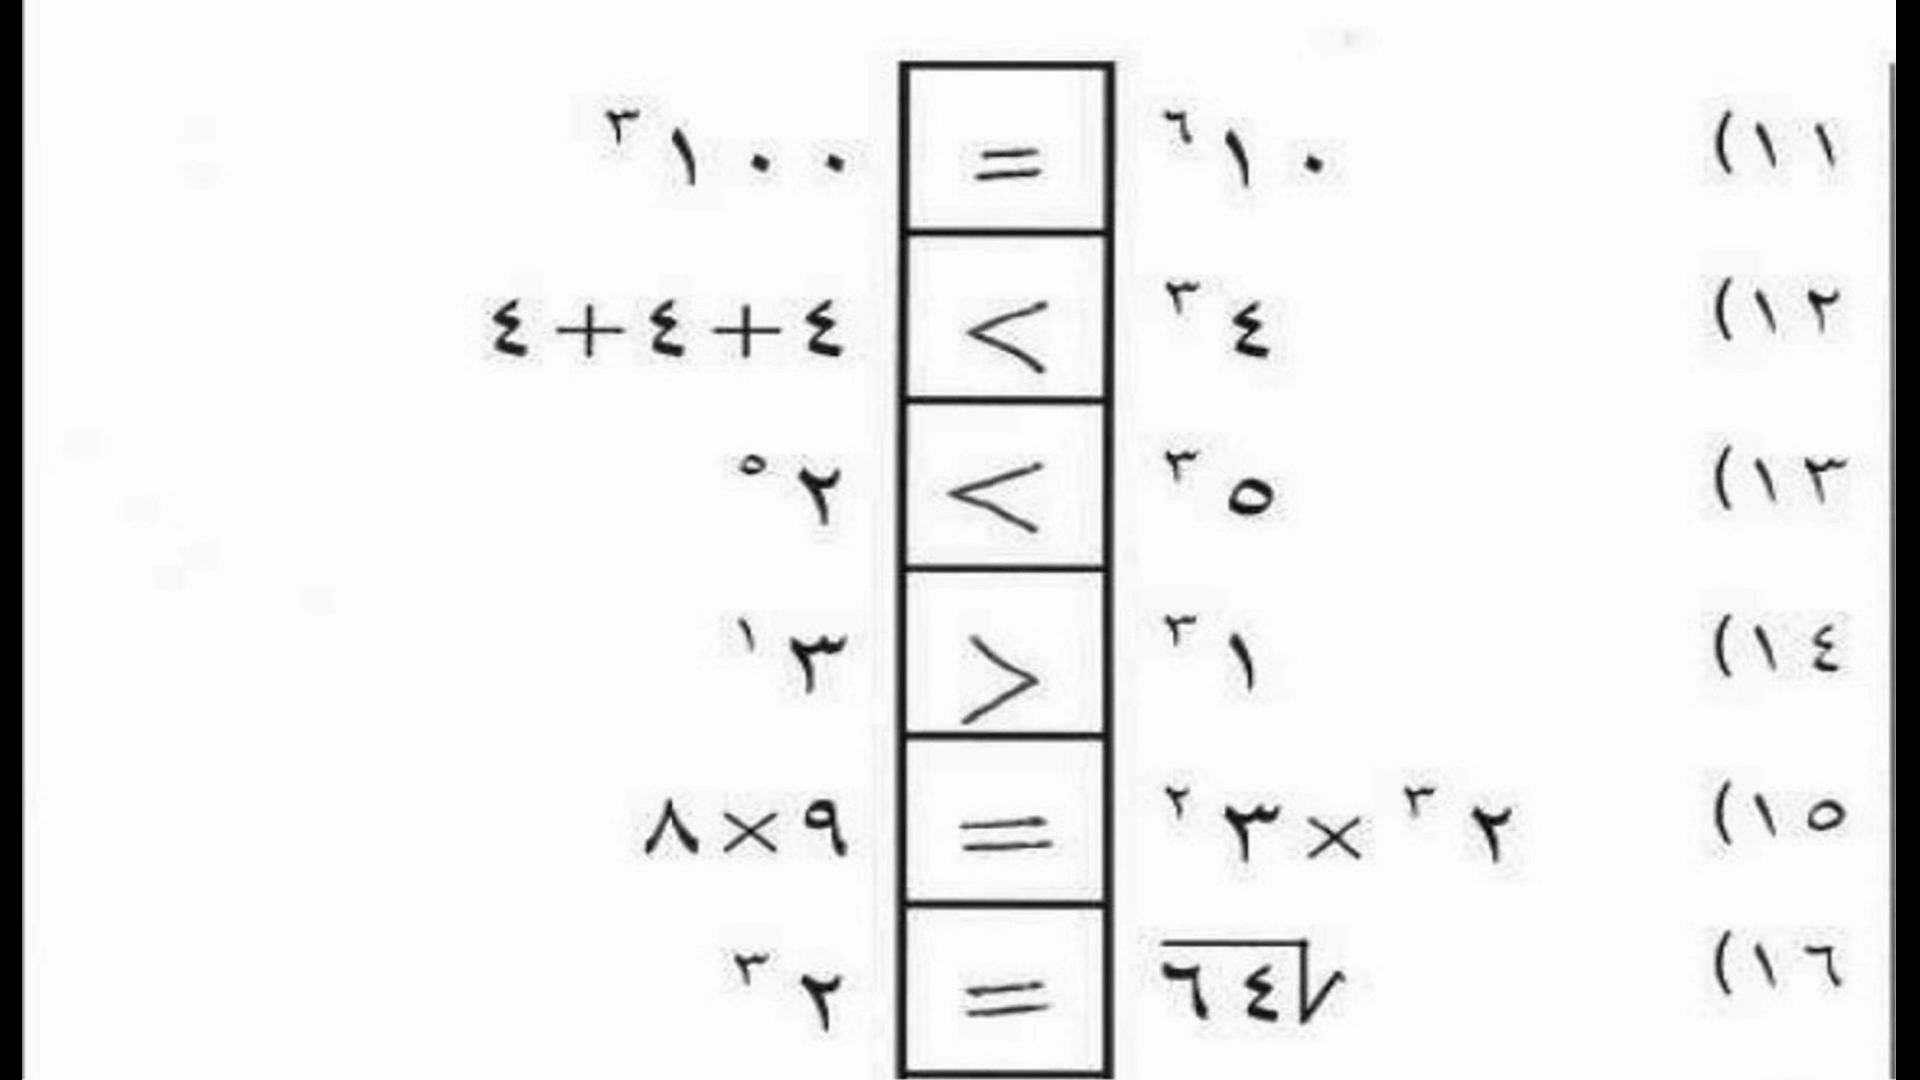 ١١) ١٠^٦ = ١٠٠^٣
١٢) ٤^٣ > ٤+٤+٤
١٣) ٥^٣ > ٢^٥
١٤) ١^٣ < ٣^١
١٥) ٢^٣ × ٣^٢ = ٩×٨
١٦) √٦٤ = ٢^٣